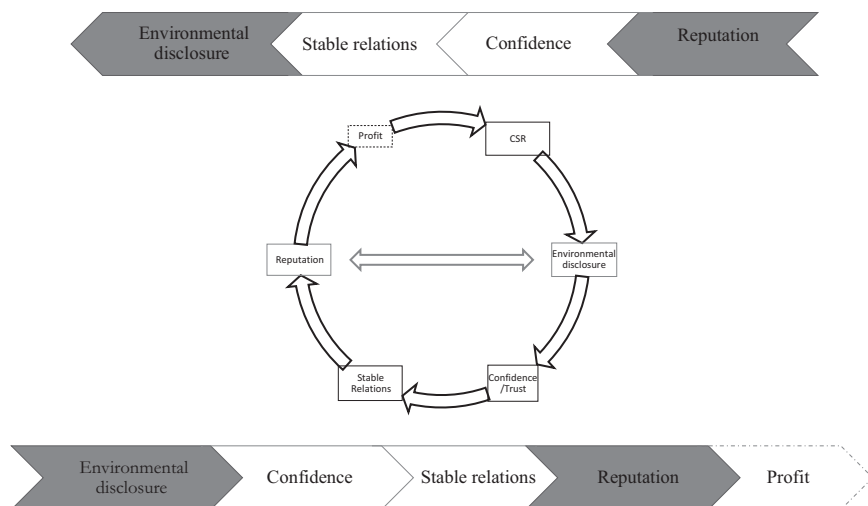 Environmental
disclosure
Stable relations
Confidence
Reputation
Profit
CSR
Reputation
Environmental
disclosure
Stable
Relations
Confidence
/Trust
Environmental
disclosure
Confidence
Stable relations
Reputation
Profit